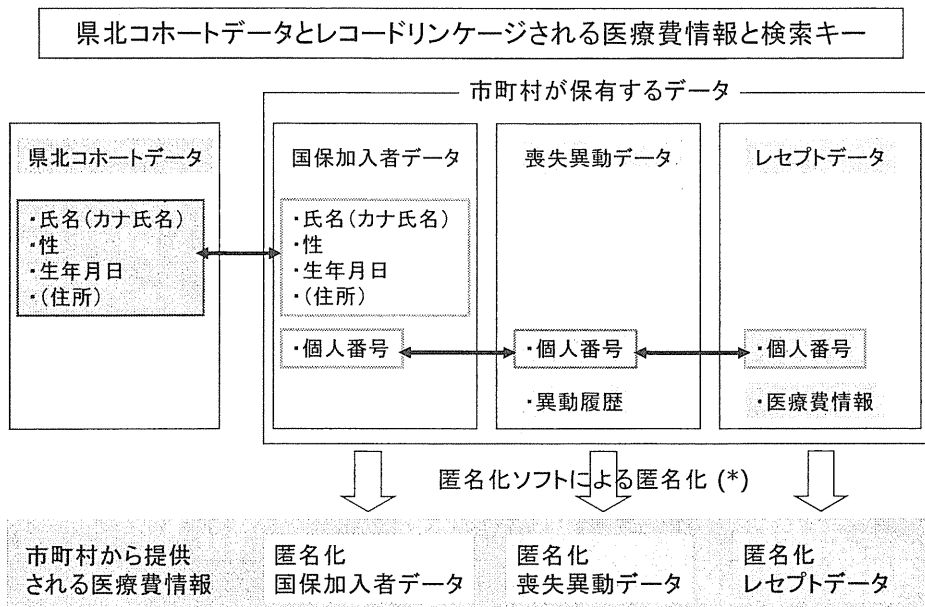 県北コホートデータとレコードリンケージされる医療費情報と検索キー
市町村が保有するデータ
県北コホートデータ
・氏名(カナ氏名)
・性
・生年月日
・(住所)
国保加入者データ
・氏名(カナ氏名)
・性
・生年月日
・(住所)
・個人番号
喪失異動データ
・個人番号
・異動履歴
レセプトデータ
・個人番号
・医療費情報
匿名化ソフトによる匿名化 (*)
市町村から提供
される医療費情報
匿名化
国保加入者データ
匿名化
喪失異動データ
匿名化
レセプトデータ